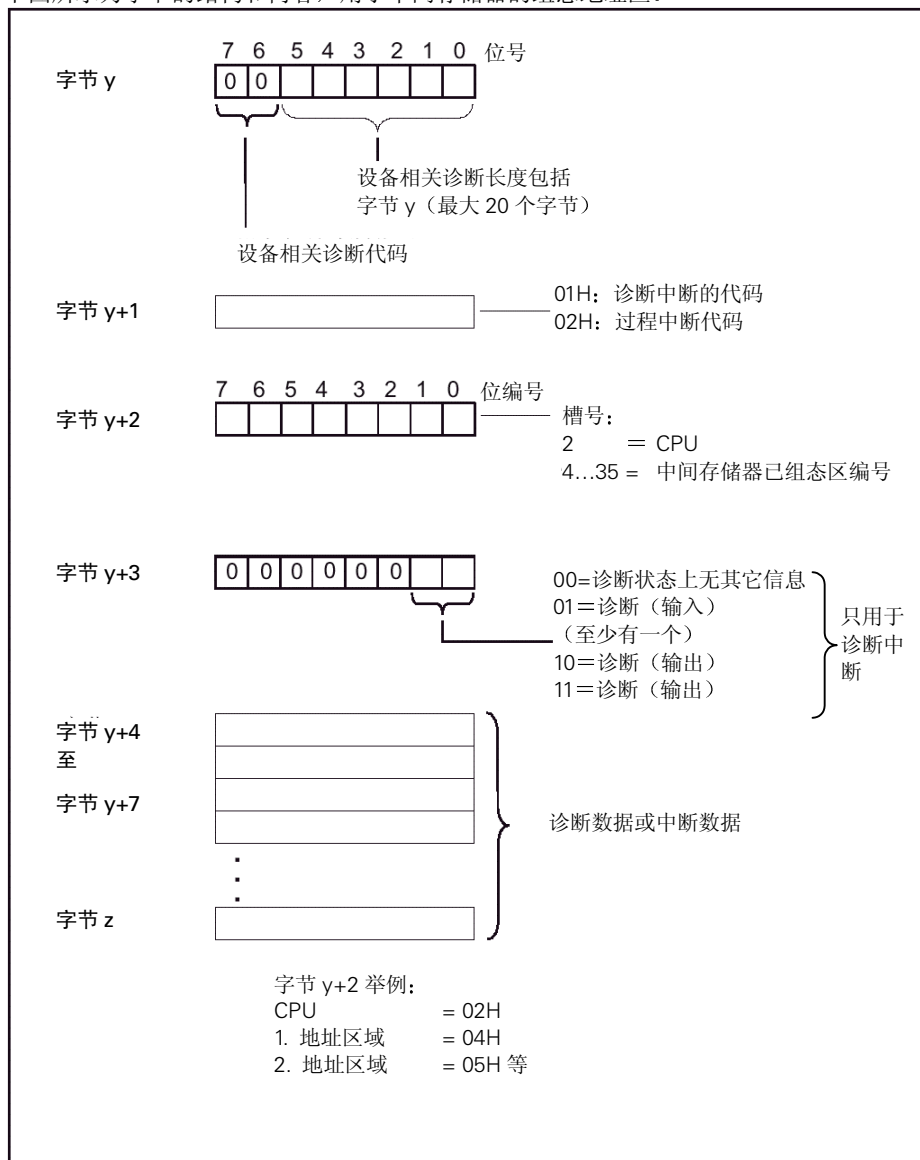 7 6 5 4 3 2 1 0 位号
字节 y
0 0
设备相关诊断长度包括
字节 y（最大 20 个字节）
设备相关诊断代码
字节 y+1
01H：诊断中断的代码
02H：过程中断代码
7 6 5 4 3 2 1 0 位编号
字节 y+2
槽号：
2 ＝ CPU
4…35 = 中间存储器已组态区编号
字节 y+3
0 0 0 0 0 0
00=诊断状态上无其它信息
01＝诊断（输入）
（至少有一个）
10＝诊断（输出）
11＝诊断（输出）
只用于
诊断中
断
字节 y+4
至
字节 y+7
诊断数据或中断数据
字节 z
字节 y+2 举例：
CPU = 02H
1. 地址区域 = 04H
2. 地址区域 = 05H 等